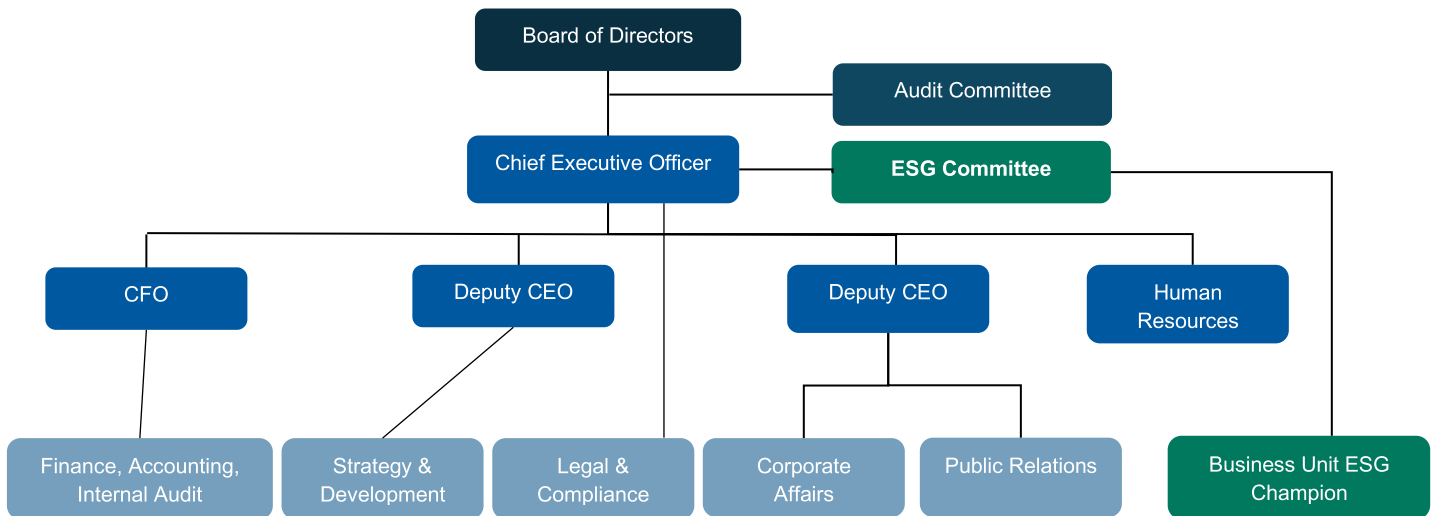 Board of Directors
Audit Committee
Chief Executive Officer
ESG Committee
CFO
Deputy CEO
Deputy CEO
Human
Resources
Finance, Accounting,
Internal Audit
Strategy &
Development
Legal &
Compliance
Corporate
Affairs
Public Relations
Business Unit ESG
Champion